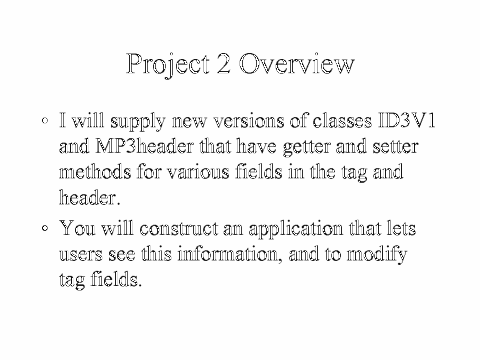 Project 2 Overview
◦ I will supply new versions of classes ID3V1
and MP3header that have getter and setter
methods for various fields in the tag and
header.
◦ You will construct an application that lets
users see this information, and to modify
tag fields.